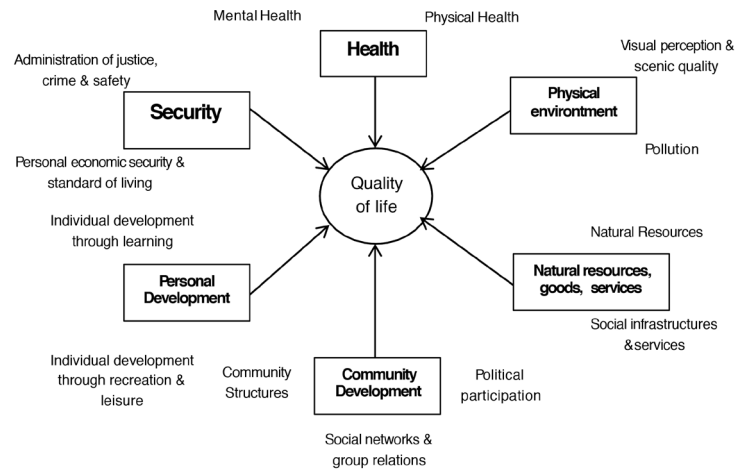 Mental Health
Physical Health
Health
Administration of justice,
crime & safety
Security
Personal economic security &
standard of living
Visual perception &
scenic quality
Physical
environtment
Pollution
Quality
of life
Individual development
through learning
Personal
Development
Individual development
through recreation &
leisure
Natural Resources
Natural resources,
goods, services
Social infrastructures
&services
Community
Structures
Community
Development
Political
participation
Social networks &
group relations